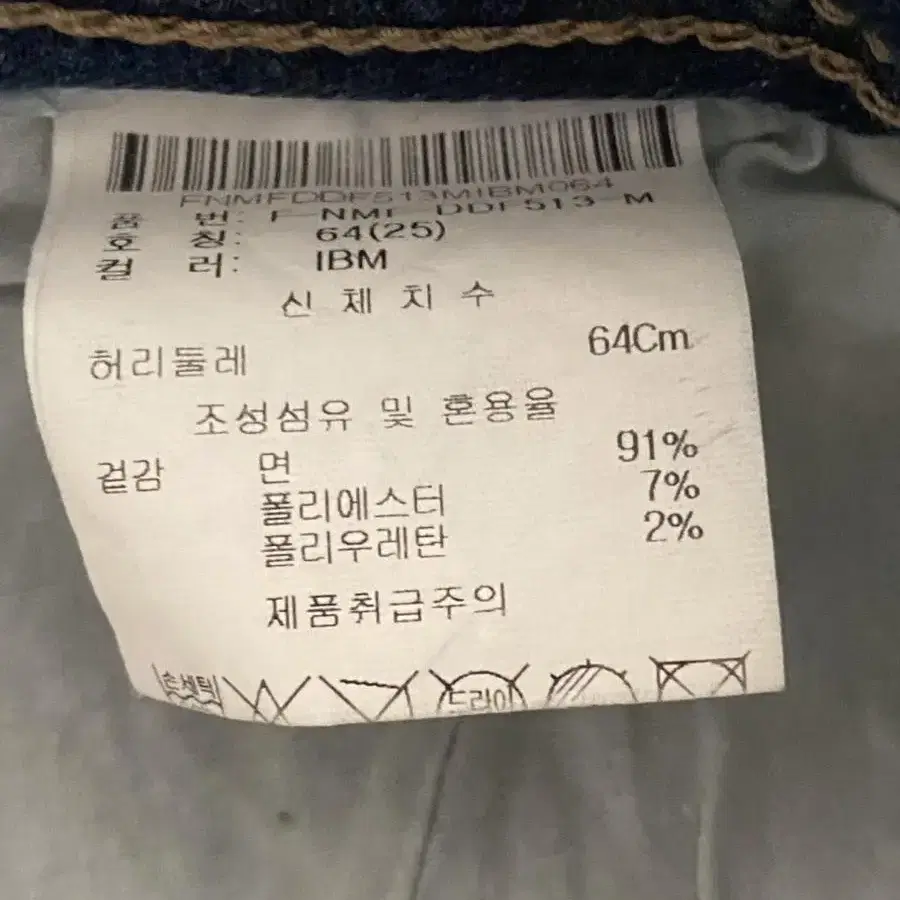 FNMFDDF513MIBM064
품 번: F-NMF DDF513-M
호 칭: 64(25)
컬 러: IBM
신 체 치 수
허리둘레 64Cm
조성섬유 및 혼용율
겉감 면 91%
폴리에스터 7%
폴리우레탄 2%
제품취급주의
손세탁
드라이